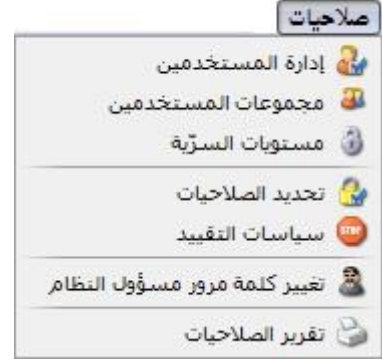 صلاحيات
إدارة المستخدمين
مجموعات المستخدمين
مستويات السرّية
تحديد الصلاحيات
سياسات التقييد
تغيير كلمة مرور مسؤول النظام
تقرير الصلاحيات